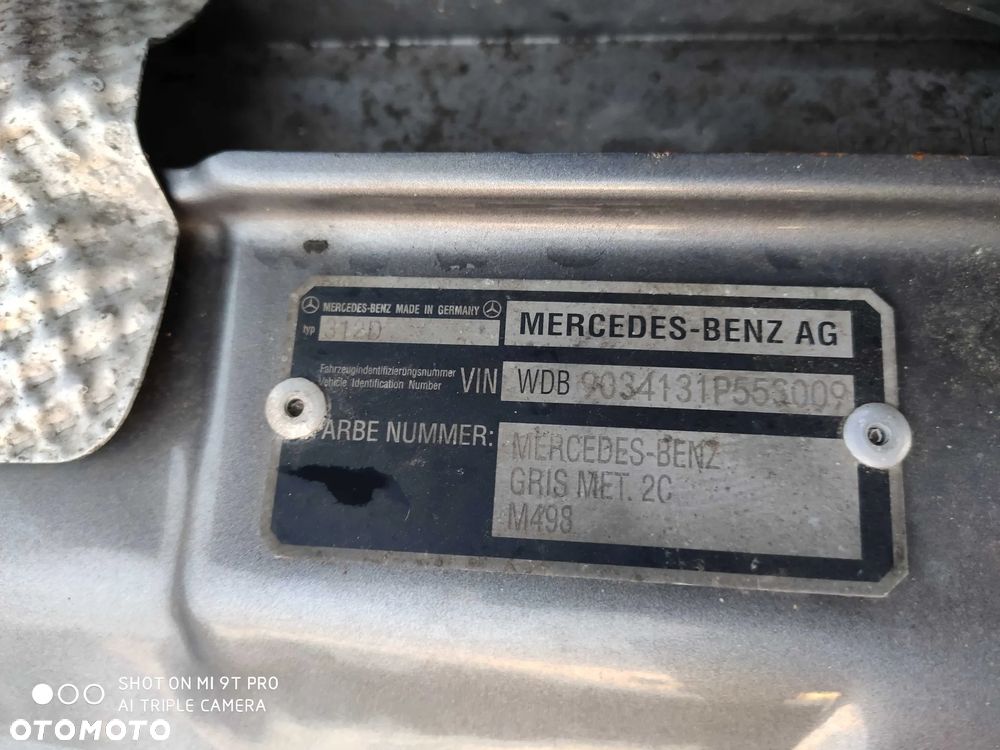 MERCEDES-BENZ MADE IN GERMANY
typ 312D
MERCEDES-BENZ AG
Fahrzeugidentifizierungsnummer
Vehicle Identification Number
VIN WDB 9034131P553009
FARBE NUMMER:
MERCEDES-BENZ
GRIS MET. 2C
M498
SHOT ON MI 9T PRO
AI TRIPLE CAMERA
OTOMOTO